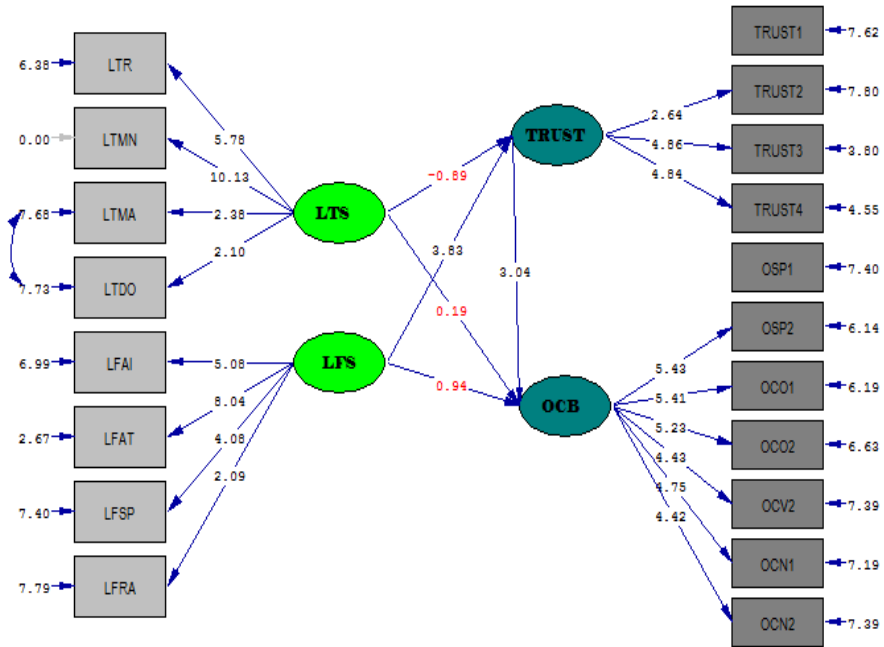 TRUST1
7.62
6.38
LTR
TRUST2
7.80
2.64
5.78
TRUST
0.00
LTMN
4.86
TRUST3
3.80
10.13
-0.89
4.84
7.68
LTMA
2.38
LTS
TRUST4
4.55
2.10
3.83
3.04
OSP1
7.40
7.73
LTDO
0.19
OSP2
6.14
6.99
LFAI
5.08
LFS
5.43
0.94
OCO1
6.19
OCB
5.41
8.04
5.23
2.67
LFAT
OCO2
6.63
4.08
4.43
2.09
4.75
OCV2
7.39
7.40
LFSP
4.42
OCN1
7.19
7.79
LFRA
OCN2
7.39